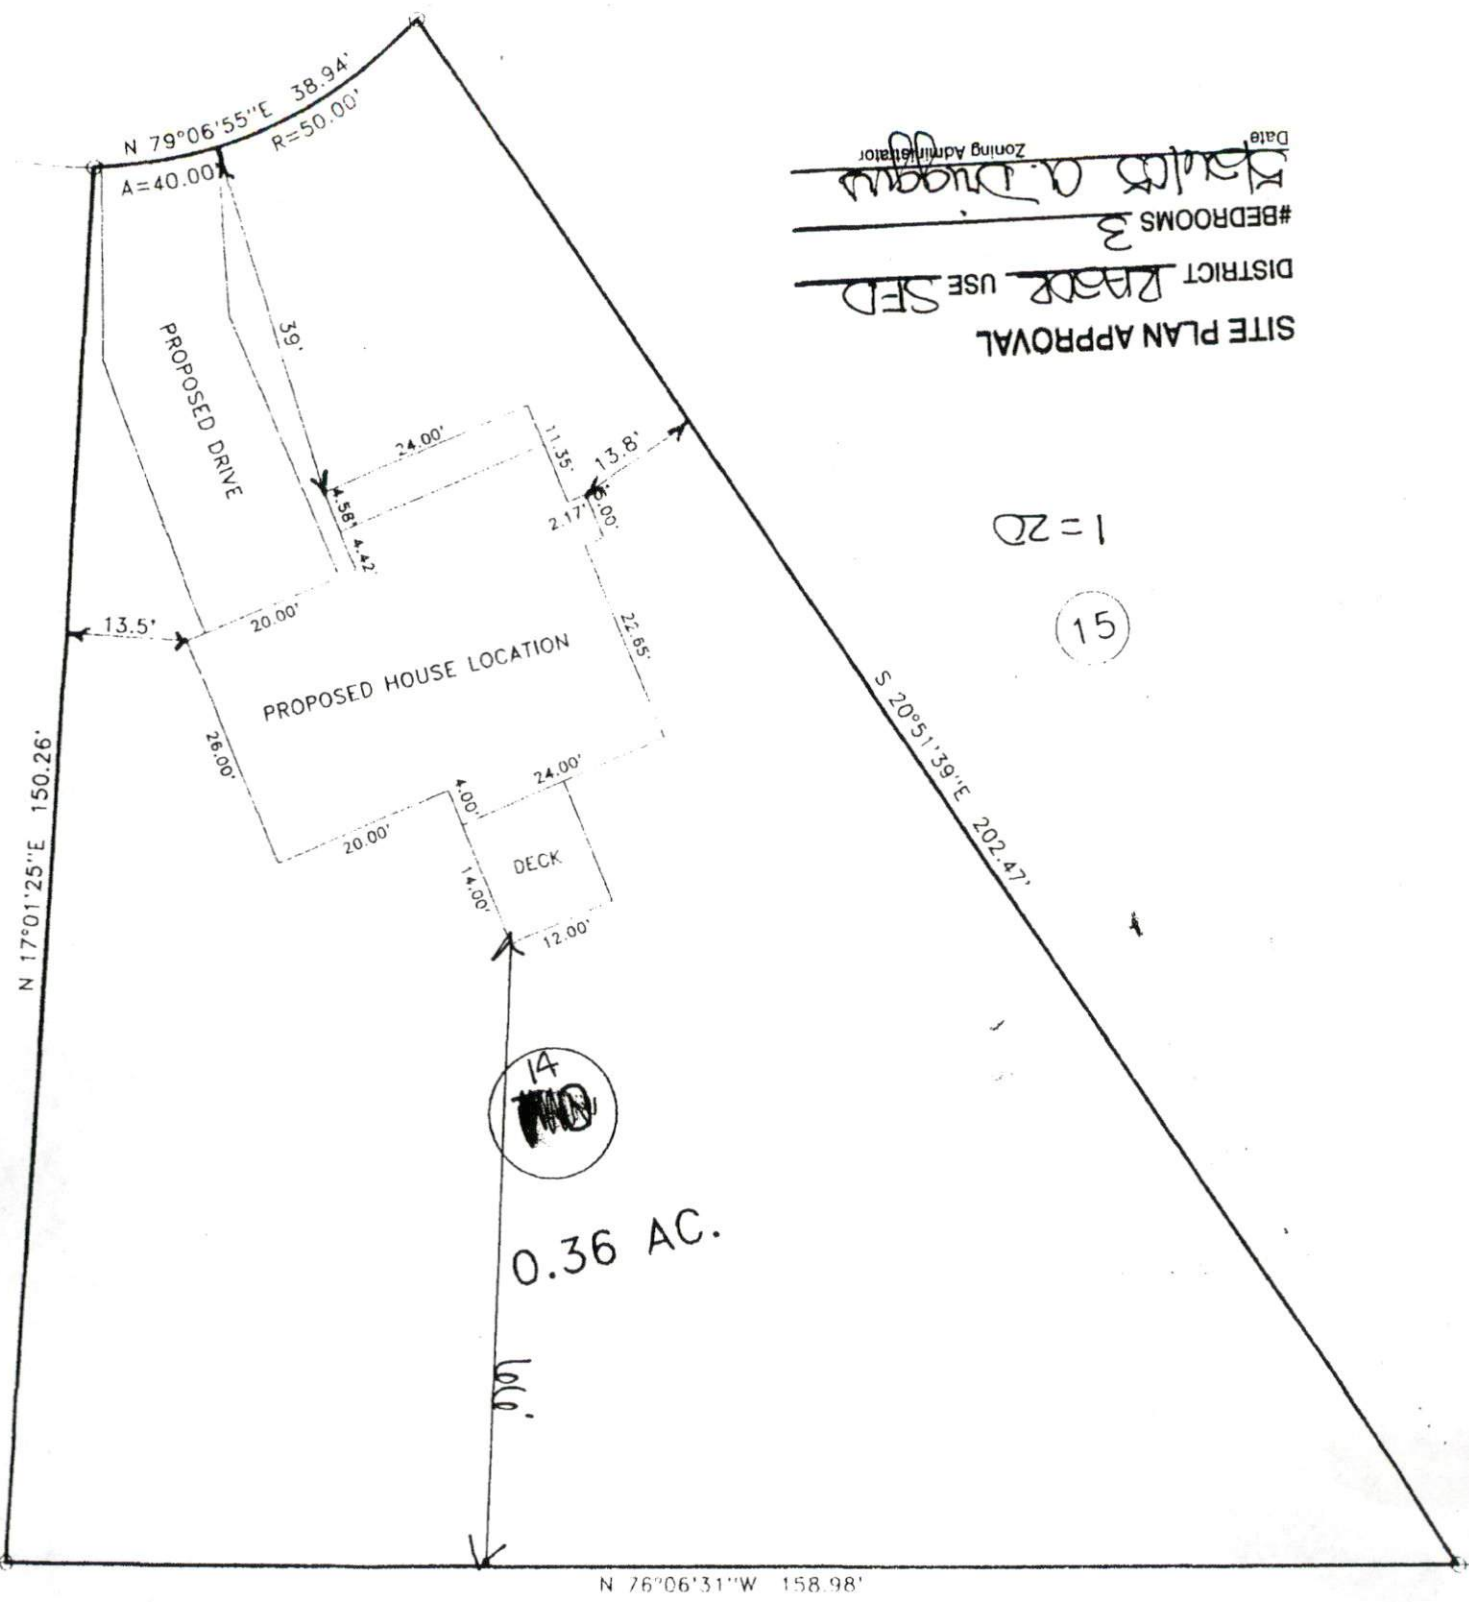 N 79°06'55"E 38.94'
R=50.00'
A=40.00'
39'
PROPOSED DRIVE
24.00'
11.35'
13.8'
4.58'
4.42'
2.17'
6.00'
20.00'
13.5'
22.65'
PROPOSED HOUSE LOCATION
26.00'
24.00'
4.00'
20.00'
DECK
14.00'
12.00'
N 17°01'25"E 150.26'
S 20°51'39"E 202.47'
14
0.36 AC.
66'
N 76°06'31"W 158.98'
15
1=20
SITE PLAN APPROVAL
DISTRICT RA20R USE SFD
#BEDROOMS 3
Date
Zoning Administrator